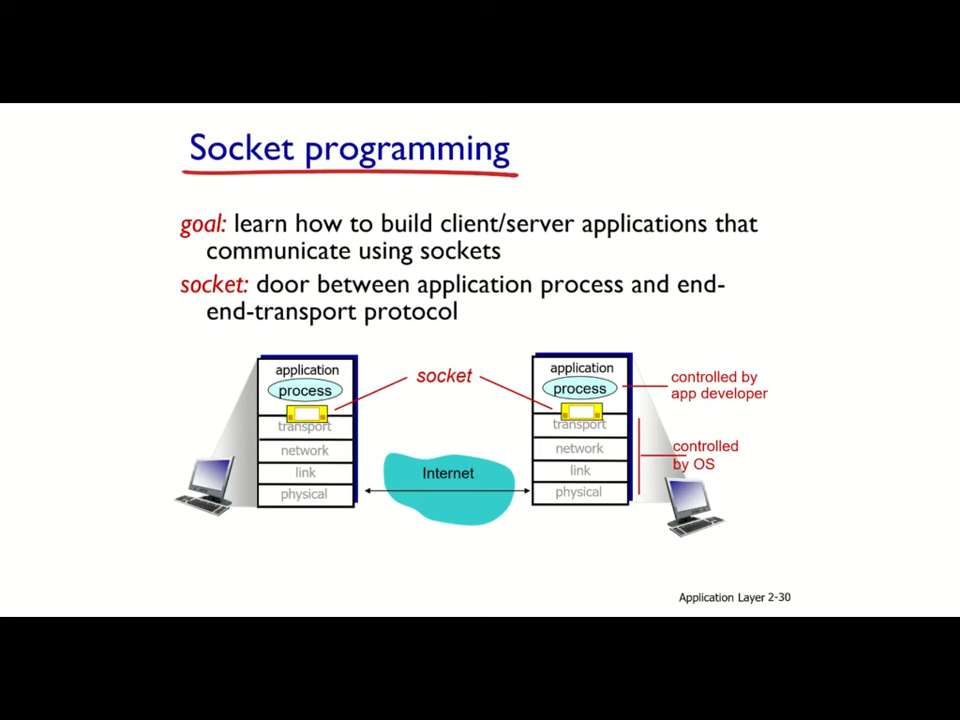 Socket programming
goal: learn how to build client/server applications that
communicate using sockets
socket: door between application process and end-
end-transport protocol
application
process
transport
network
link
physical
socket
Internet
application
process
transport
network
link
physical
controlled by
app developer
controlled
by OS
Application Layer 2-30